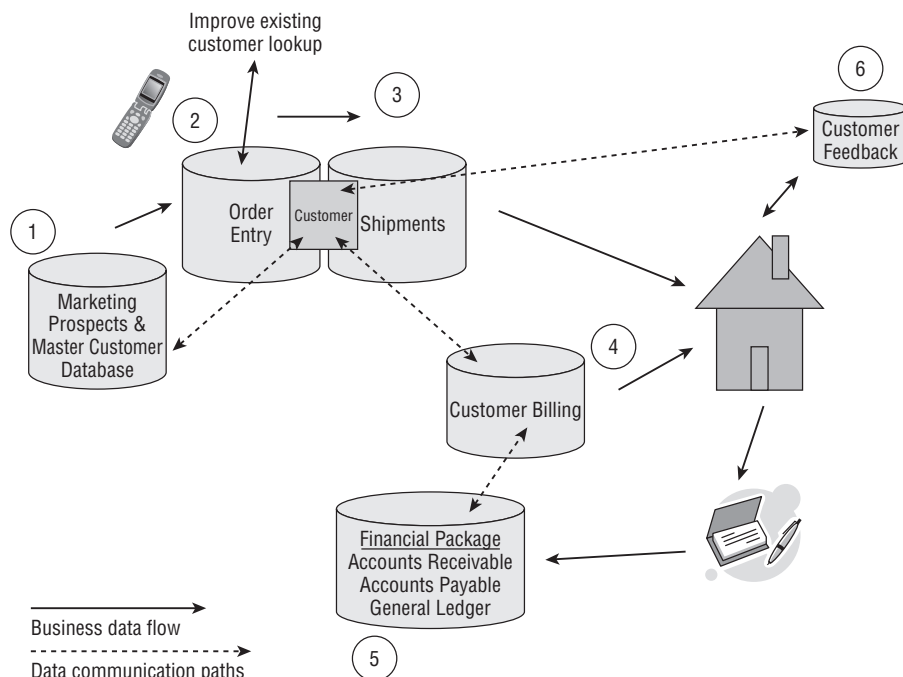 Improve existing
customer lookup
6
3
2
Customer
Feedback
Order
Entry
Customer
Shipments
1
Marketing
Prospects &
Master Customer
Database
4
Customer Billing
Financial Package
Accounts Receivable
Accounts Payable
General Ledger
Business data flow
5
Data communication paths